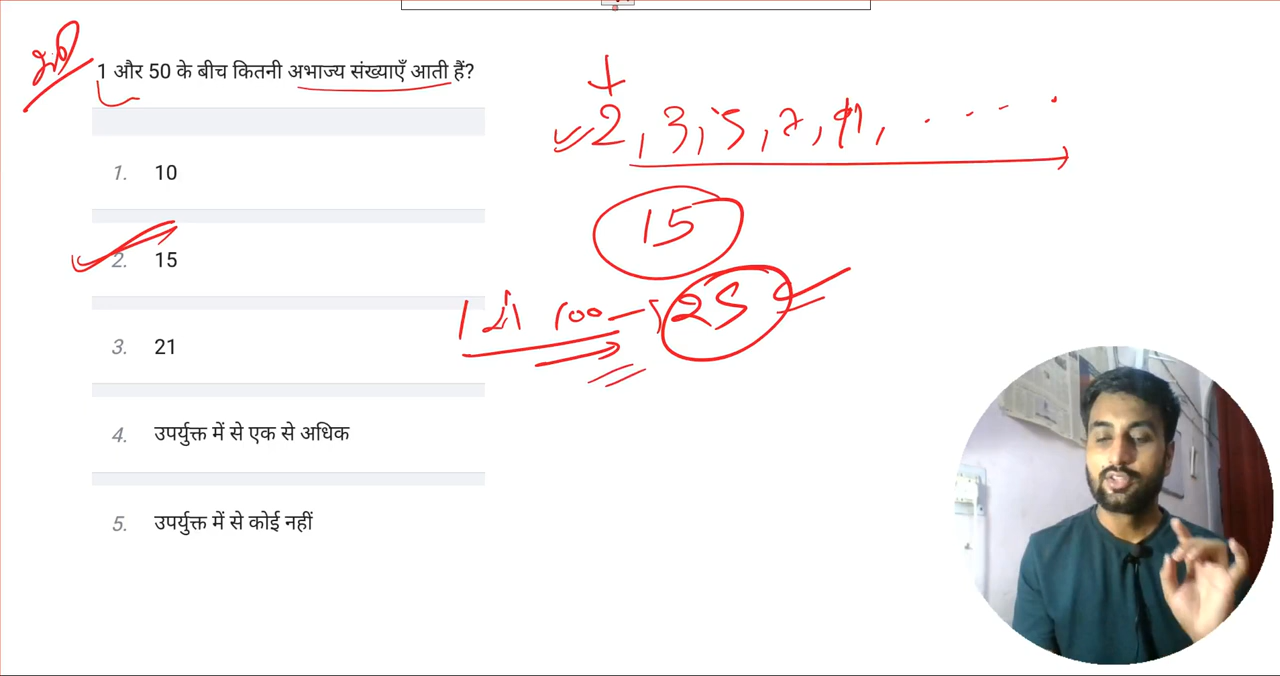 1 और 50 के बीच कितनी अभाज्य संख्याएँ आती हैं?
2, 3, 5, 7, 11, . . . .
1. 10
2. 15
15
1 से 100 → 25
3. 21
4. उपर्युक्त में से एक से अधिक
5. उपर्युक्त में से कोई नहीं